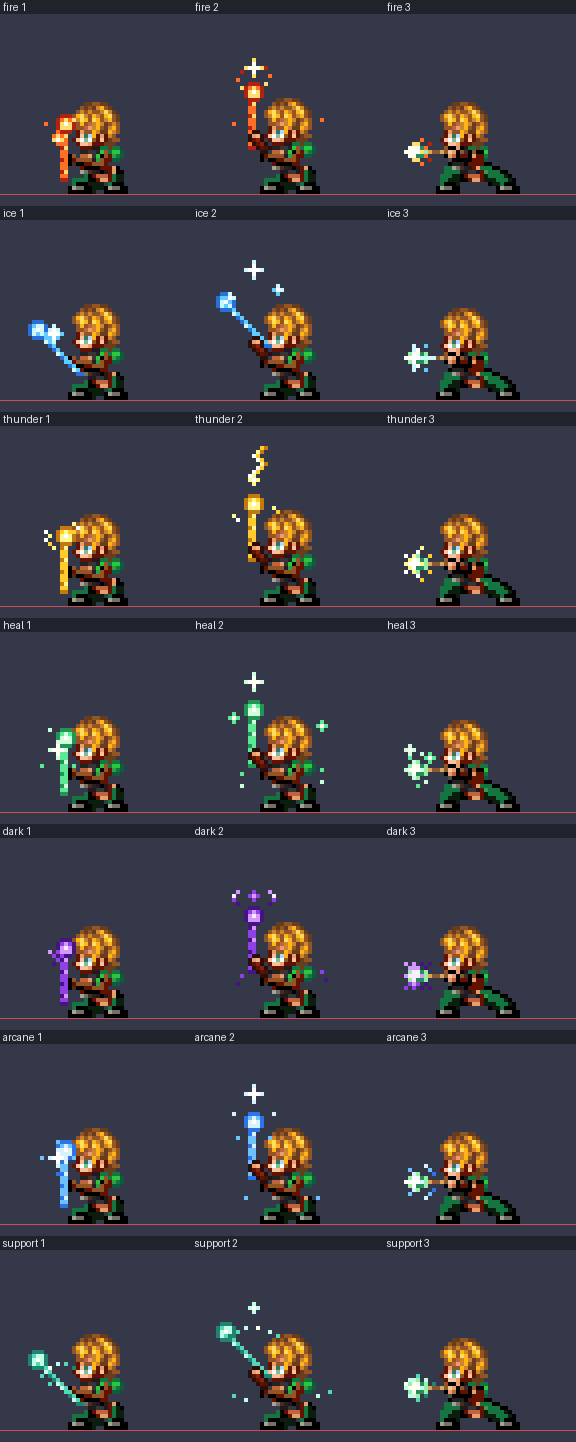 fire 1 fire 2 fire 3
ice 1 ice 2 ice 3
thunder 1 thunder 2 thunder 3
heal 1 heal 2 heal 3
dark 1 dark 2 dark 3
arcane 1 arcane 2 arcane 3
support 1 support 2 support 3